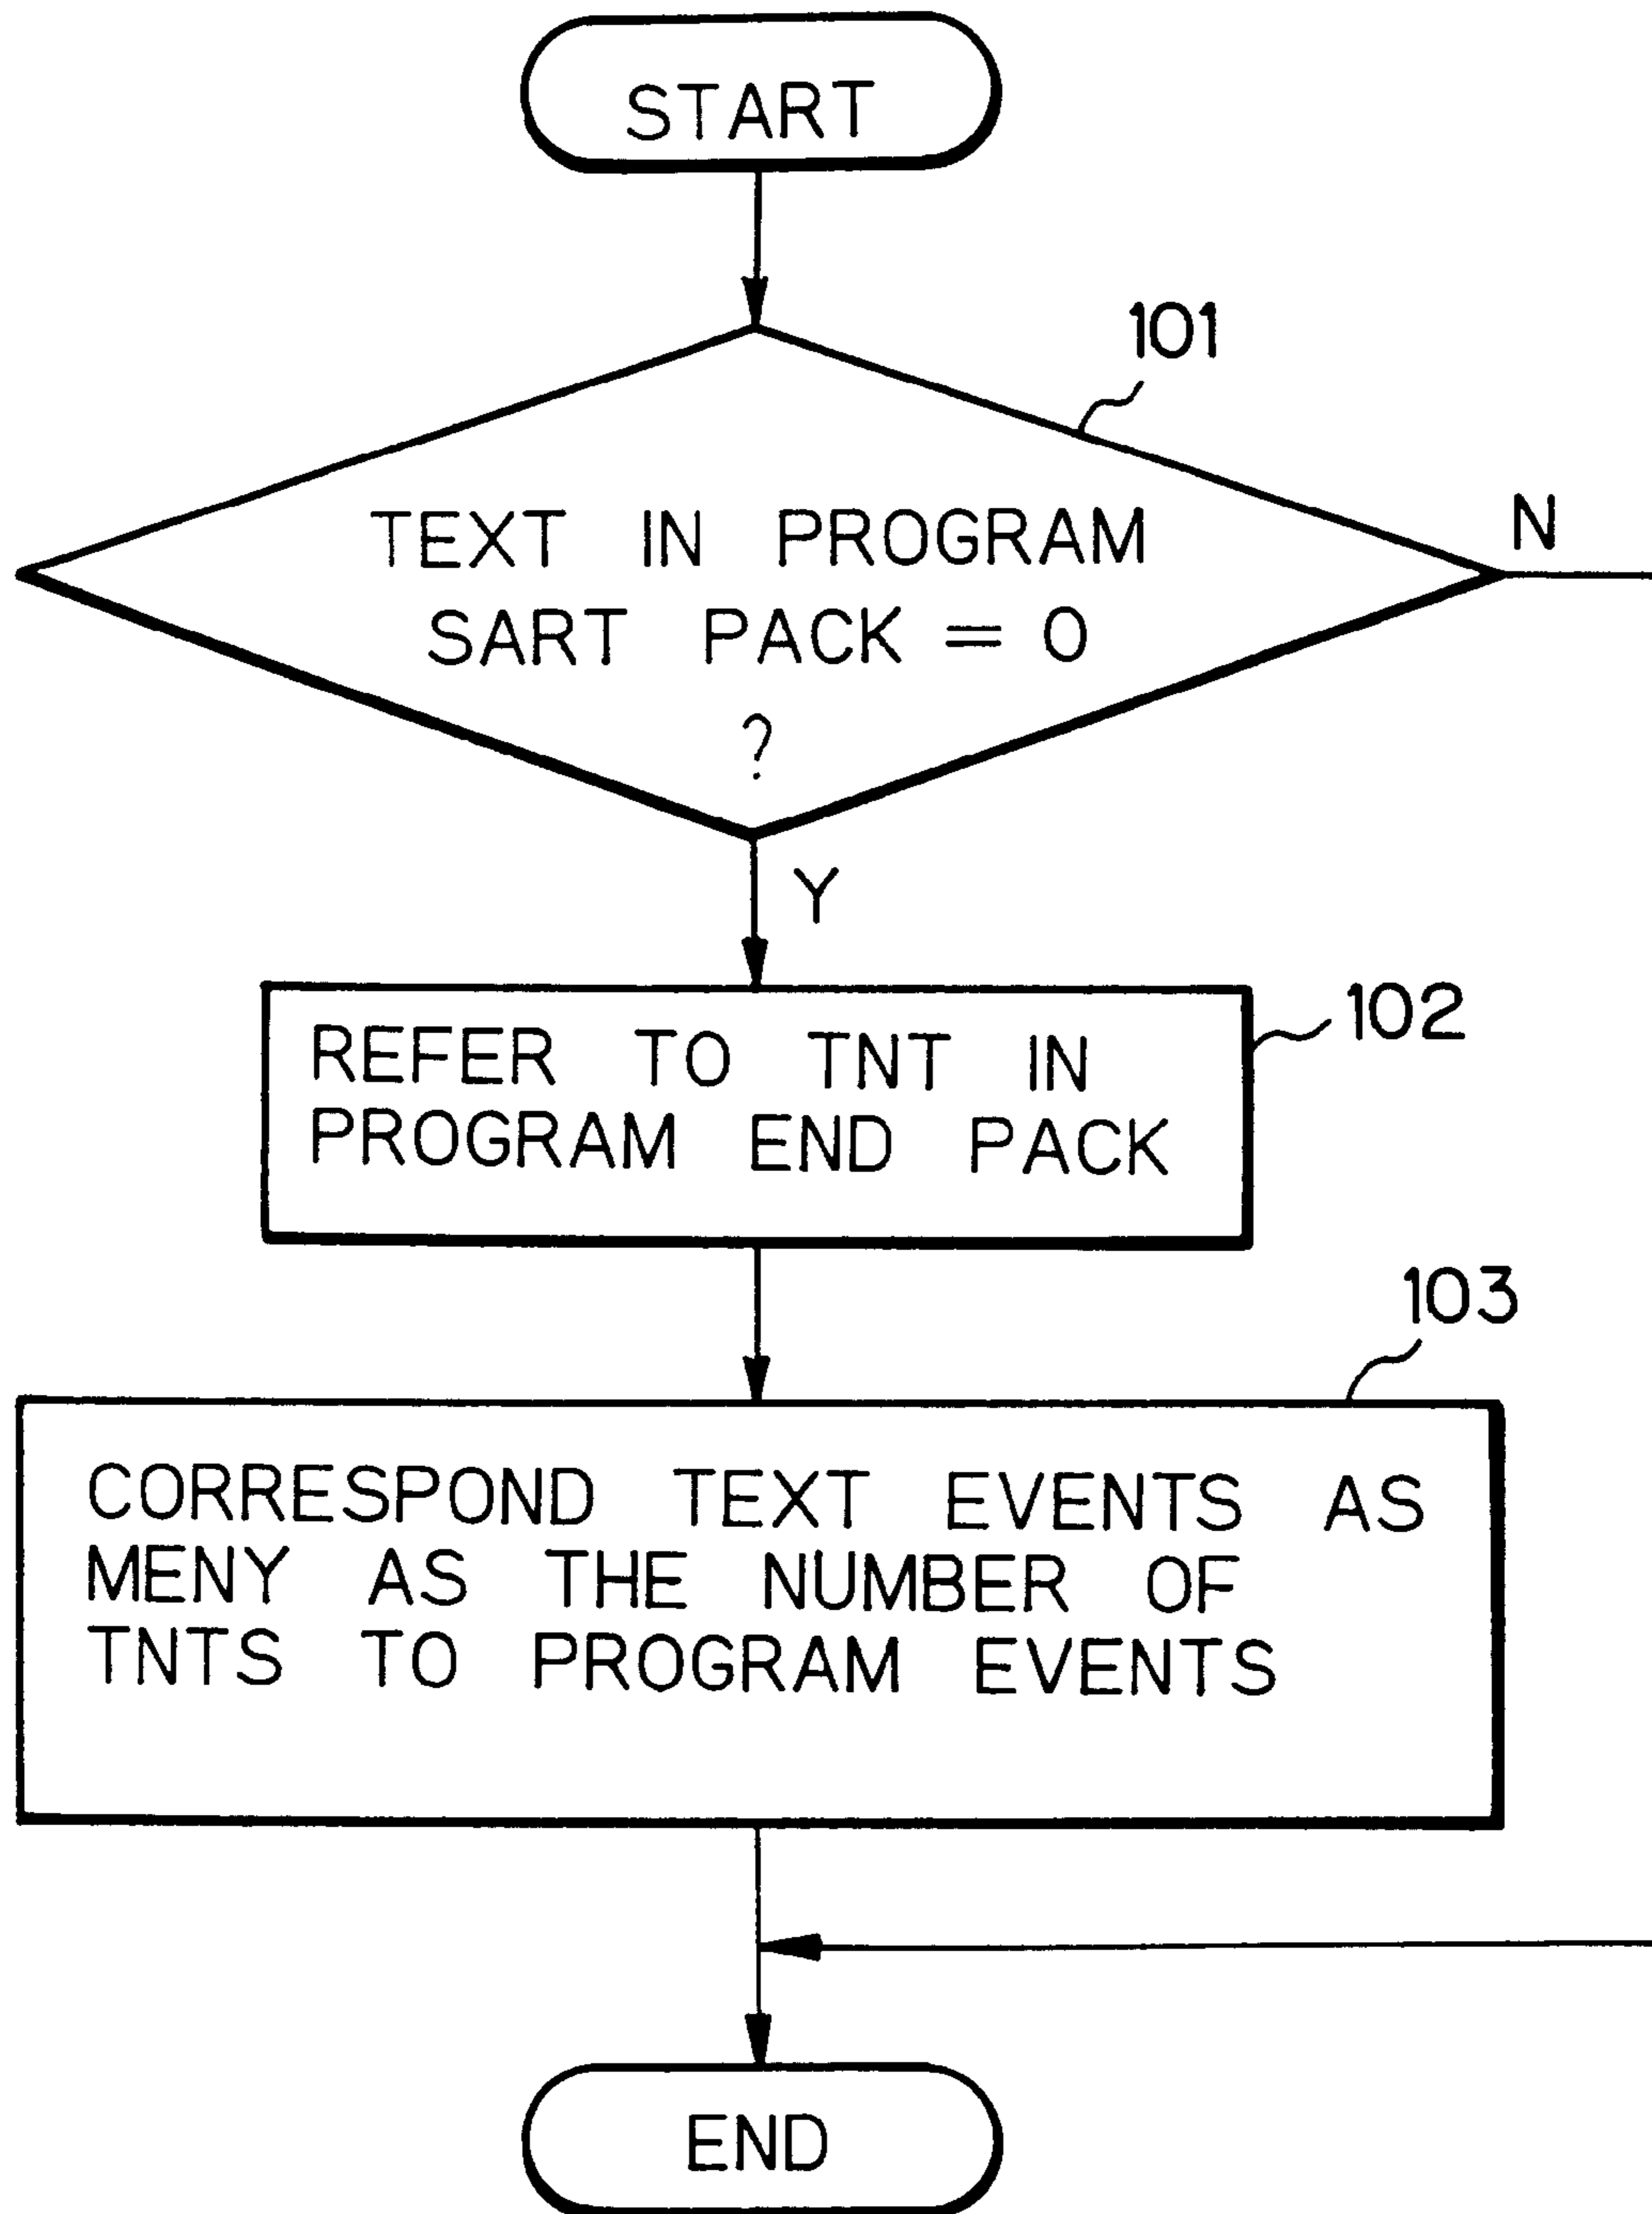 START
101
TEXT IN PROGRAM
SART PACK = 0
?
N
Y
102
REFER TO TNT IN
PROGRAM END PACK
103
CORRESPOND TEXT EVENTS AS
MENY AS THE NUMBER OF
TNTS TO PROGRAM EVENTS
END